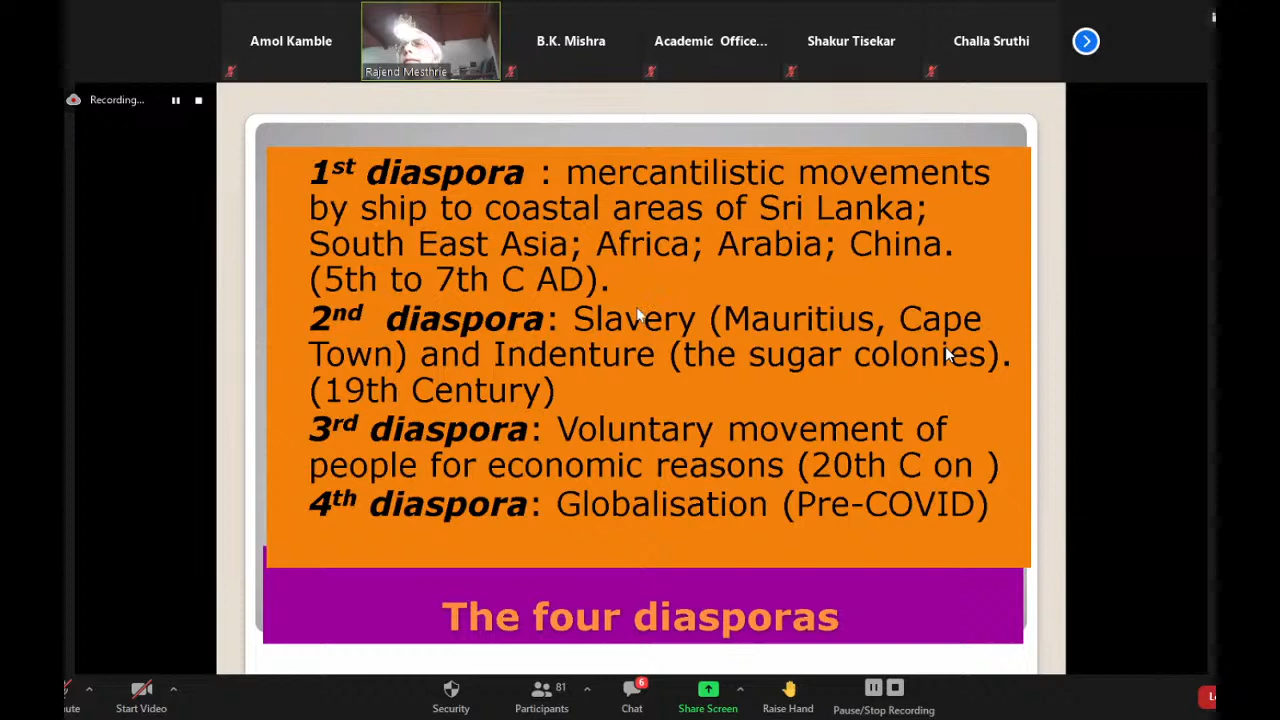 Amol Kamble
Rajend Mesthrie
B.K. Mishra
Academic Office...
Shakur Tisekar
Challa Sruthi
Recording...
1st diaspora : mercantilistic movements
by ship to coastal areas of Sri Lanka;
South East Asia; Africa; Arabia; China.
(5th to 7th C AD).
2nd diaspora: Slavery (Mauritius, Cape
Town) and Indenture (the sugar colonies).
(19th Century)
3rd diaspora: Voluntary movement of
people for economic reasons (20th C on )
4th diaspora: Globalisation (Pre-COVID)
The four diasporas
Start Video
Security
Participants
81
Chat
6
Share Screen
Raise Hand
Pause/Stop Recording